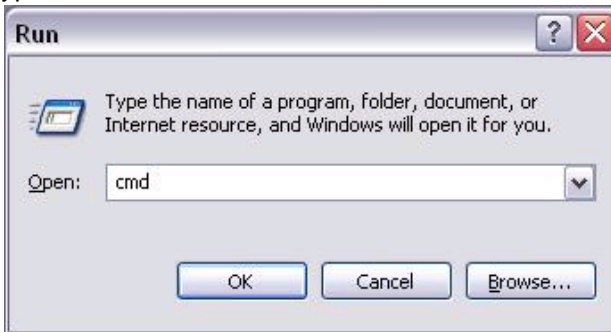 Run
?
Type the name of a program, folder, document, or
Internet resource, and Windows will open it for you.
Open: cmd
OK Cancel Browse...